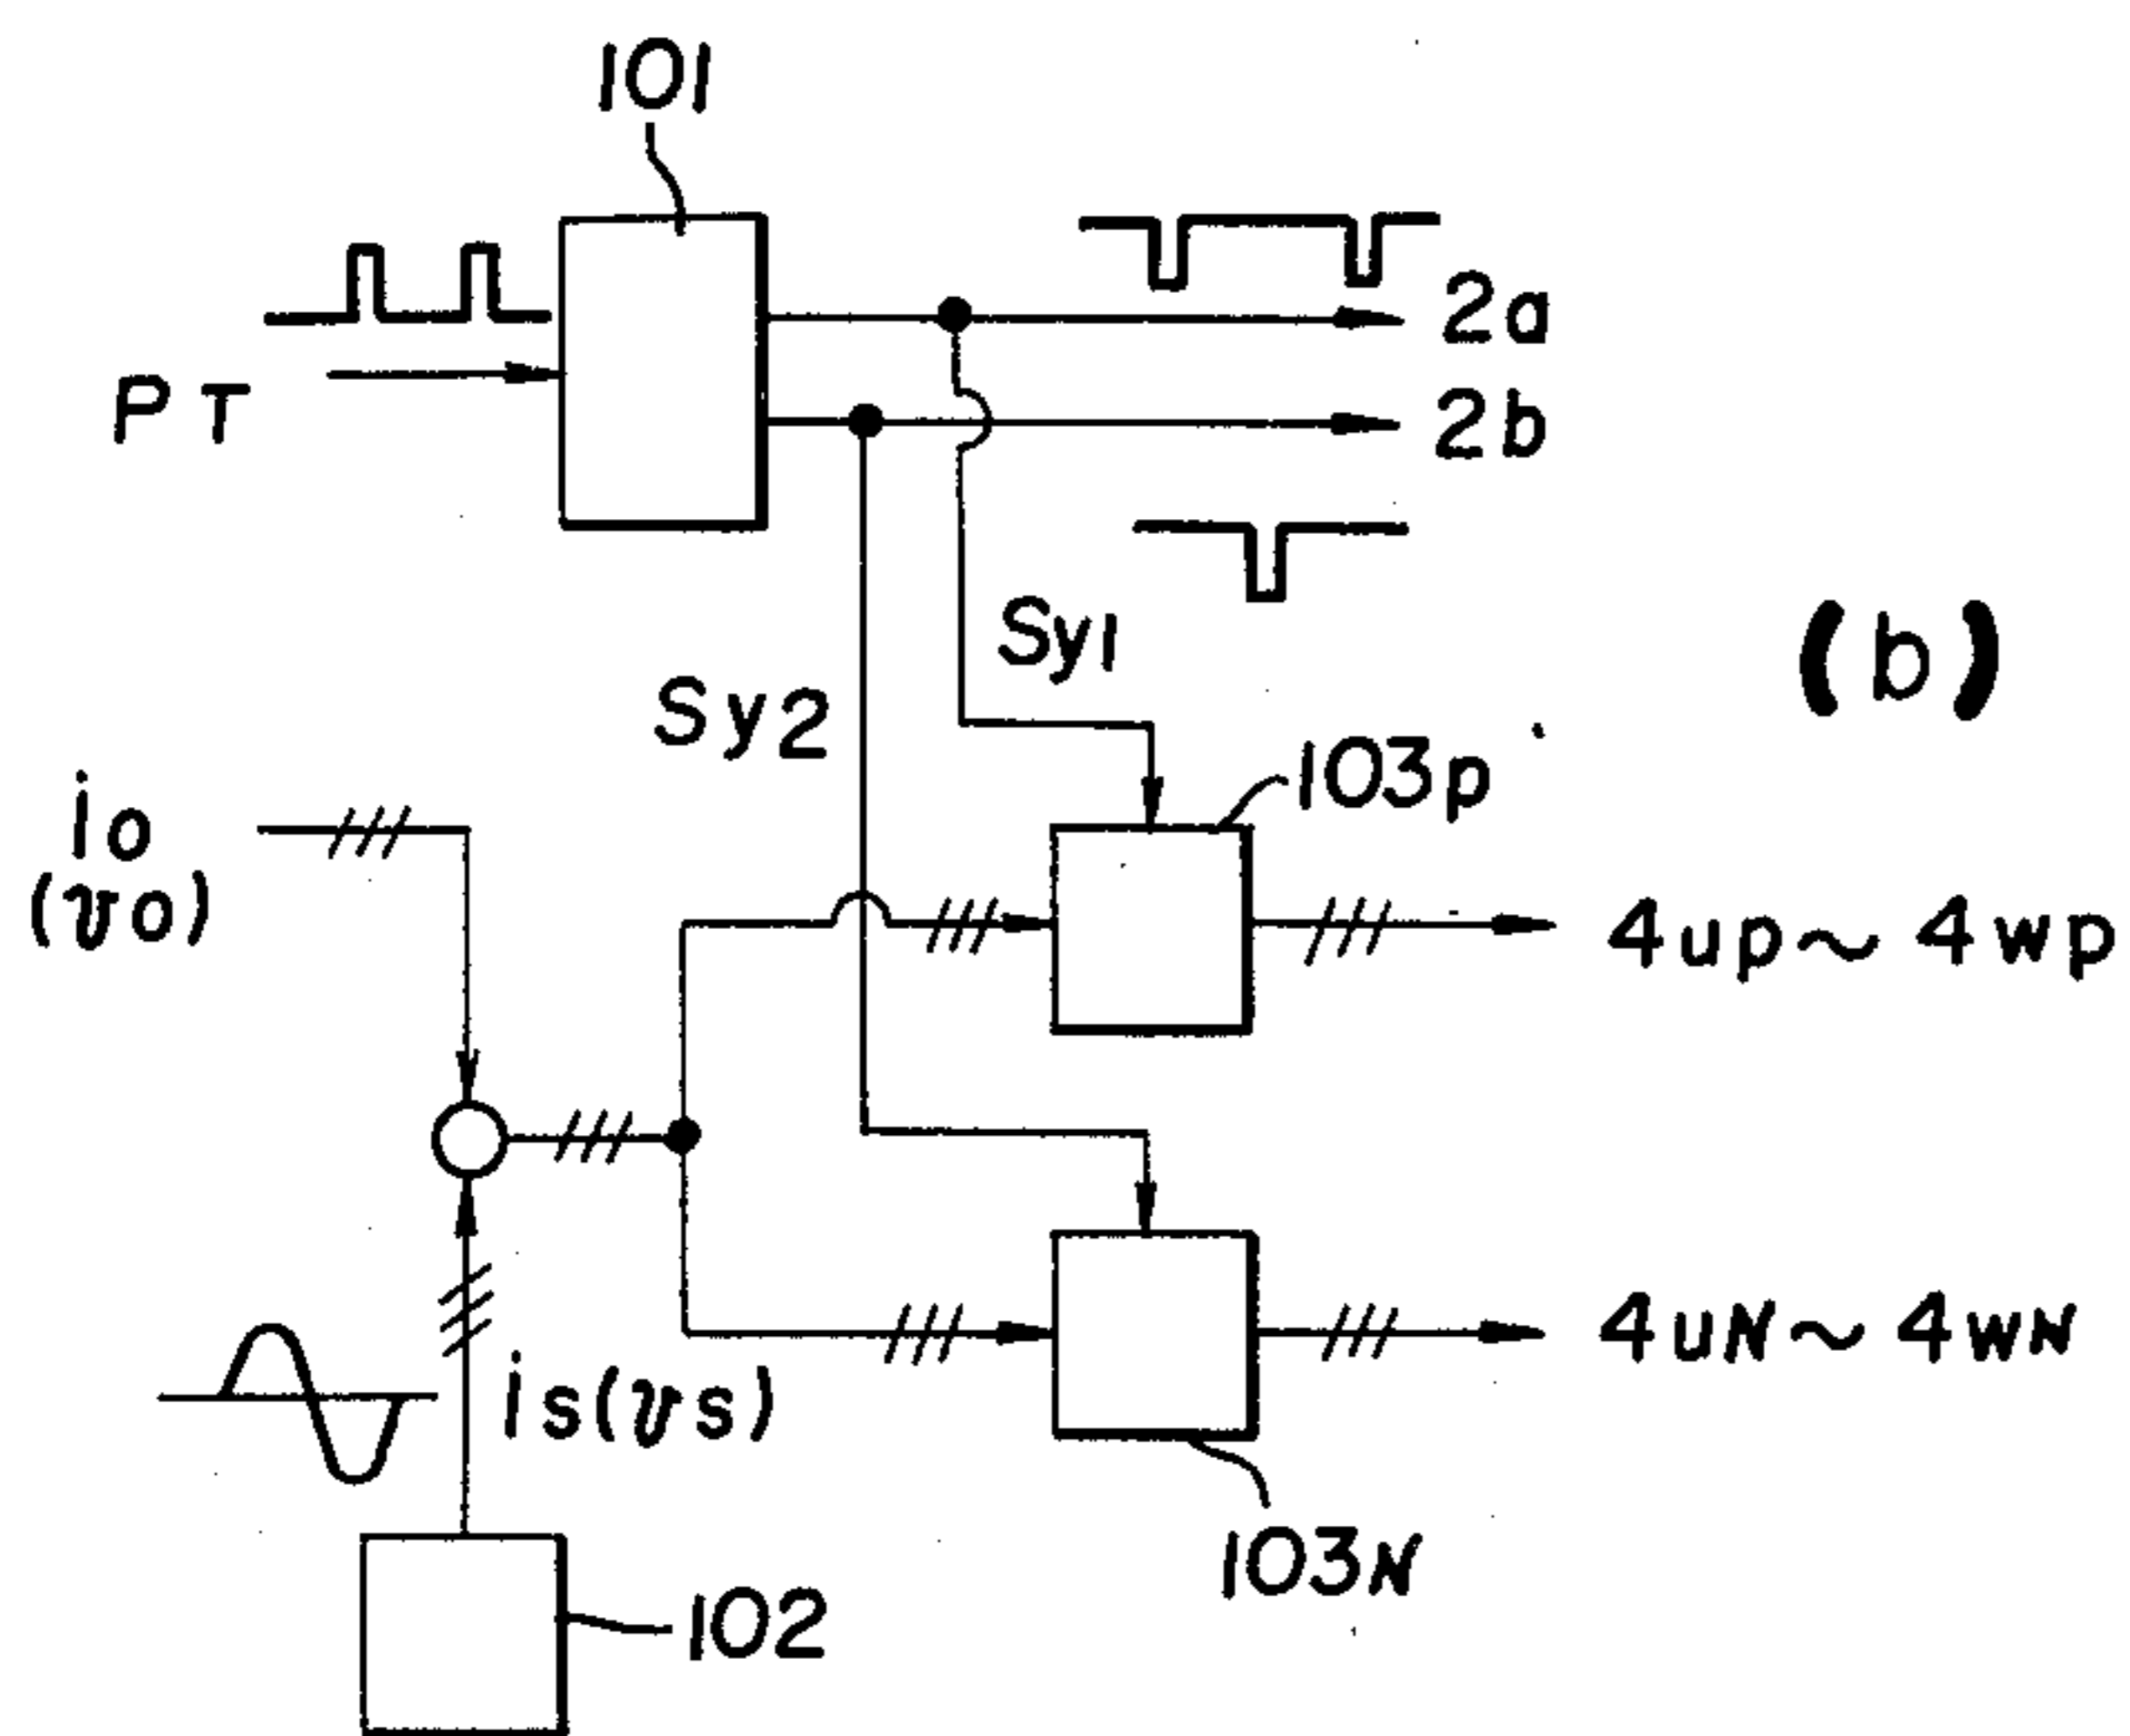 101
2a
PT
2b
Sy1
(b)
Sy2
103p
io
(vo)
4up~4wp
is(vs)
4uN~4wN
103N
102